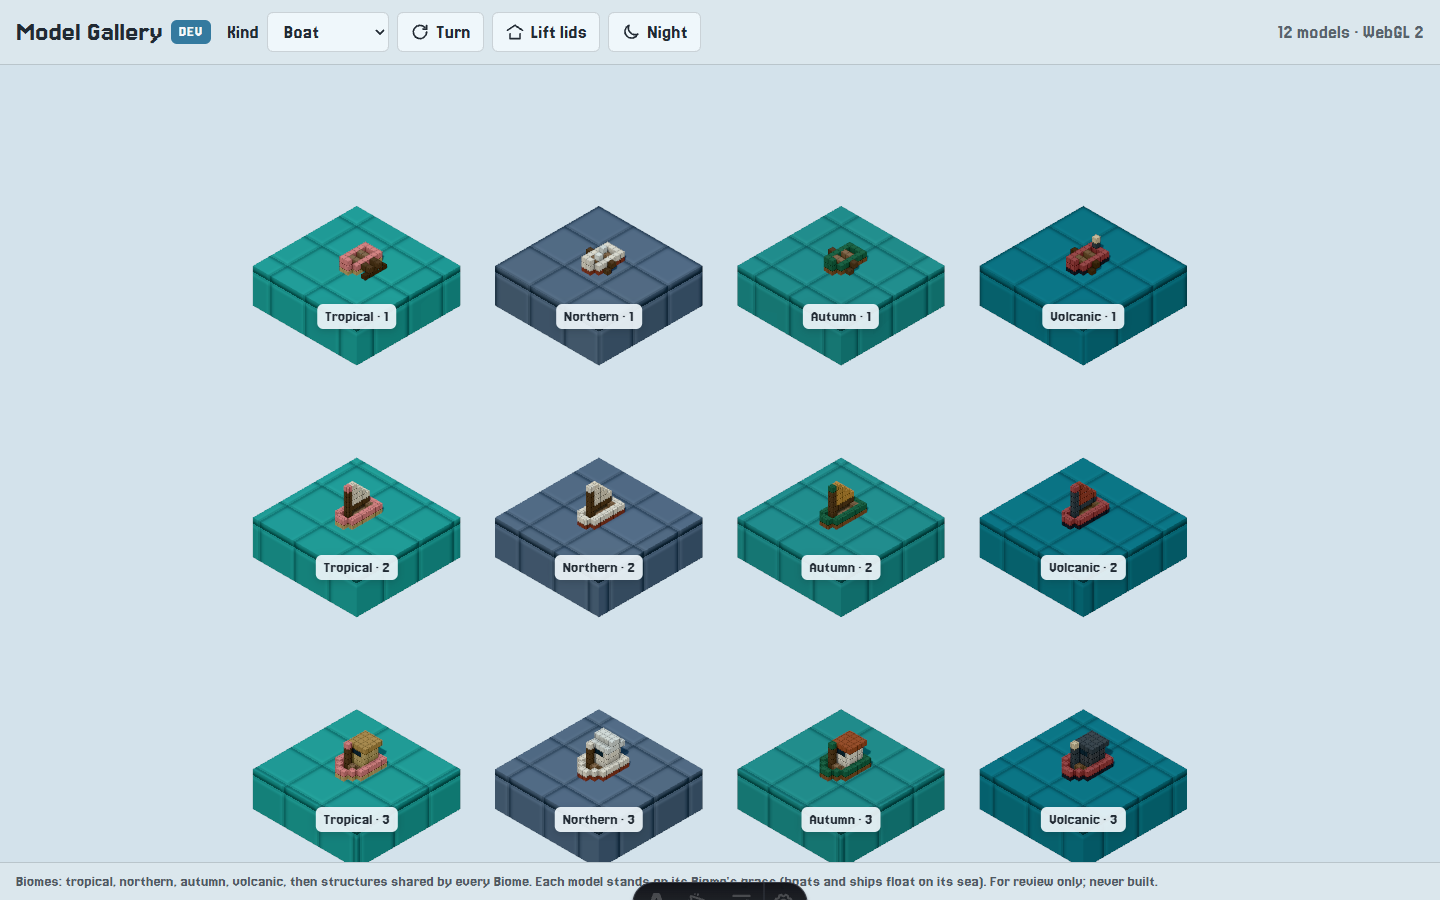 Model Gallery DEV Kind Boat Turn Lift lids Night 12 models · WebGL 2
Tropical · 1 Northern · 1 Autumn · 1 Volcanic · 1
Tropical · 2 Northern · 2 Autumn · 2 Volcanic · 2
Tropical · 3 Northern · 3 Autumn · 3 Volcanic · 3
Biomes: tropical, northern, autumn, volcanic, then structures shared by every Biome. Each model stands on its Biome's grass (boats and ships float on its sea). For review only; never built.